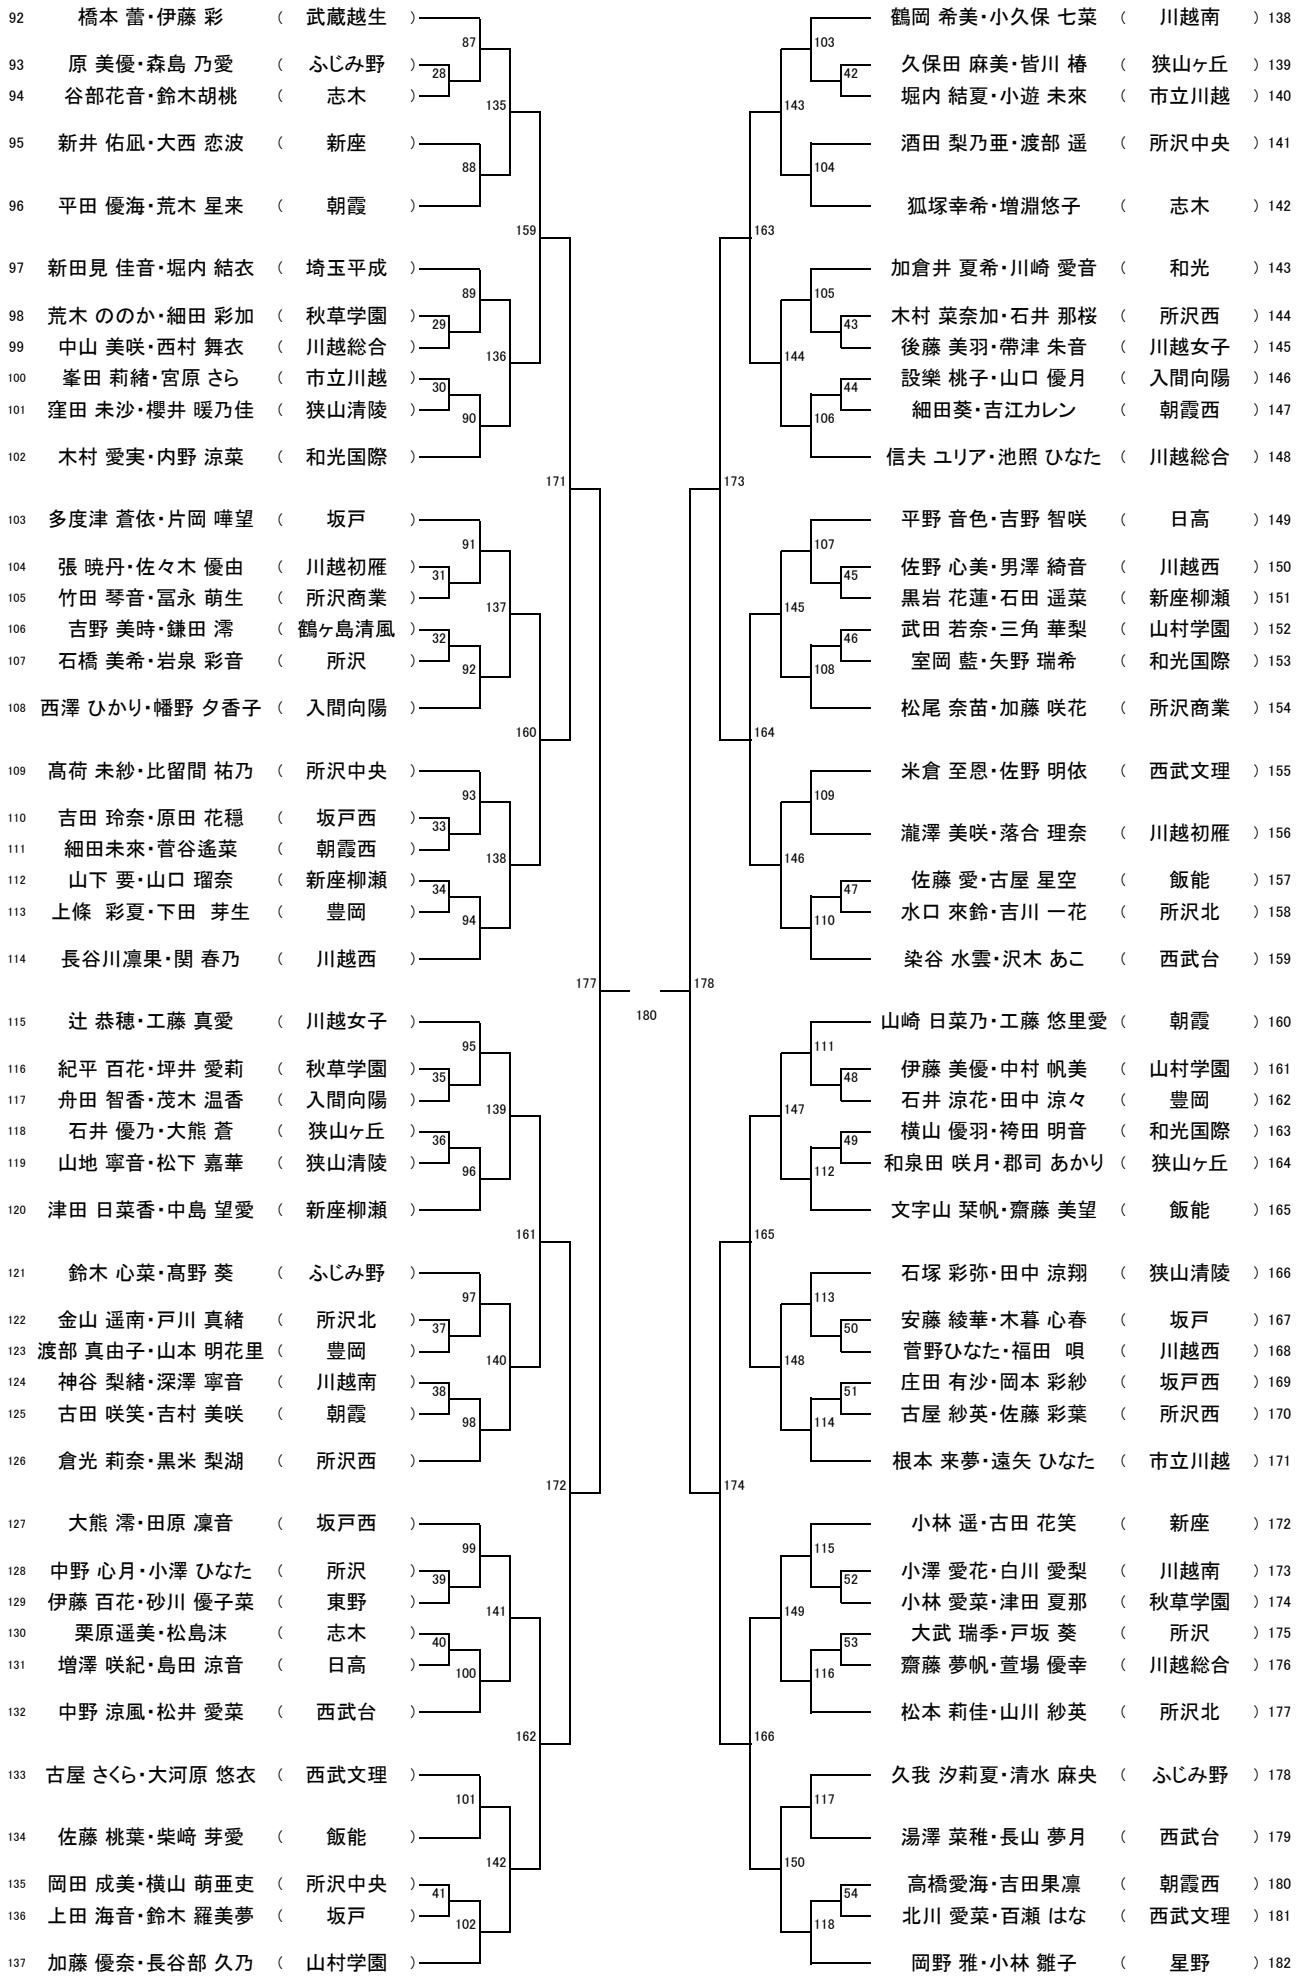 92 橋本 蕾・伊藤 彩 ( 武蔵越生 )
93 原 美優・森島 乃愛 ( ふじみ野 )
94 谷部花音・鈴木胡桃 ( 志木 )
95 新井 佑凪・大西 恋波 ( 新座 )
96 平田 優海・荒木 星来 ( 朝霞 )
97 新田見 佳音・堀内 結衣 ( 埼玉平成 )
98 荒木 ののか・細田 彩加 ( 秋草学園 )
99 中山 美咲・西村 舞衣 ( 川越総合 )
100 峯田 莉緒・宮原 さら ( 市立川越 )
101 窪田 未沙・櫻井 暖乃佳 ( 狭山清陵 )
102 木村 愛実・内野 涼菜 ( 和光国際 )
103 多度津 蒼依・片岡 嘩望 ( 坂戸 )
104 張 暁丹・佐々木 優由 ( 川越初雁 )
105 竹田 琴音・冨永 萌生 ( 所沢商業 )
106 吉野 美時・鎌田 澪 ( 鶴ヶ島清風 )
107 石橋 美希・岩泉 彩音 ( 所沢 )
108 西澤 ひかり・幡野 夕香子 ( 入間向陽 )
109 髙荷 未紗・比留間 祐乃 ( 所沢中央 )
110 吉田 玲奈・原田 花穏 ( 坂戸西 )
111 細田未來・菅谷遙菜 ( 朝霞西 )
112 山下 要・山口 瑠奈 ( 新座柳瀬 )
113 上條 彩夏・下田 芽生 ( 豊岡 )
114 長谷川凛果・関 春乃 ( 川越西 )
115 辻 恭穂・工藤 真愛 ( 川越女子 )
116 紀平 百花・坪井 愛莉 ( 秋草学園 )
117 舟田 智香・茂木 温香 ( 入間向陽 )
118 石井 優乃・大熊 蒼 ( 狭山ヶ丘 )
119 山地 寧音・松下 嘉華 ( 狭山清陵 )
120 津田 日菜香・中島 望愛 ( 新座柳瀬 )
121 鈴木 心菜・髙野 葵 ( ふじみ野 )
122 金山 遥南・戸川 真緒 ( 所沢北 )
123 渡部 真由子・山本 明花里 ( 豊岡 )
124 神谷 梨緒・深澤 寧音 ( 川越南 )
125 古田 咲笑・吉村 美咲 ( 朝霞 )
126 倉光 莉奈・黒米 梨湖 ( 所沢西 )
127 大熊 澪・田原 凜音 ( 坂戸西 )
128 中野 心月・小澤 ひなた ( 所沢 )
129 伊藤 百花・砂川 優子菜 ( 東野 )
130 栗原遥美・松島沫 ( 志木 )
131 増澤 咲紀・島田 涼音 ( 日高 )
132 中野 涼風・松井 愛菜 ( 西武台 )
133 古屋 さくら・大河原 悠衣 ( 西武文理 )
134 佐藤 桃葉・柴崎 芽愛 ( 飯能 )
135 岡田 成美・横山 萌亜吏 ( 所沢中央 )
136 上田 海音・鈴木 羅美夢 ( 坂戸 )
137 加藤 優奈・長谷部 久乃 ( 山村学園 )
87
28
135
88
159
89
29
136
30
90
171
91
31
137
32
92
160
93
33
138
34
94
177
95
35
139
36
96
161
97
37
140
38
98
172
99
39
141
40
100
162
101
142
41
102
180
鶴岡 希美・小久保 七菜 ( 川越南 ) 138
久保田 麻美・皆川 椿 ( 狭山ヶ丘 ) 139
堀内 結夏・小遊 未來 ( 市立川越 ) 140
酒田 梨乃亜・渡部 遥 ( 所沢中央 ) 141
狐塚幸希・増淵悠子 ( 志木 ) 142
加倉井 夏希・川崎 愛音 ( 和光 ) 143
木村 菜奈加・石井 那桜 ( 所沢西 ) 144
後藤 美羽・帶津 朱音 ( 川越女子 ) 145
設樂 桃子・山口 優月 ( 入間向陽 ) 146
細田葵・吉江カレン ( 朝霞西 ) 147
信夫 ユリア・池照 ひなた ( 川越総合 ) 148
平野 音色・吉野 智咲 ( 日高 ) 149
佐野 心美・男澤 綺音 ( 川越西 ) 150
黒岩 花蓮・石田 遥菜 ( 新座柳瀬 ) 151
武田 若奈・三角 華梨 ( 山村学園 ) 152
室岡 藍・矢野 瑞希 ( 和光国際 ) 153
松尾 奈苗・加藤 咲花 ( 所沢商業 ) 154
米倉 至恩・佐野 明依 ( 西武文理 ) 155
瀧澤 美咲・落合 理奈 ( 川越初雁 ) 156
佐藤 愛・古屋 星空 ( 飯能 ) 157
水口 來鈴・吉川 一花 ( 所沢北 ) 158
染谷 水雲・沢木 あこ ( 西武台 ) 159
山崎 日菜乃・工藤 悠里愛 ( 朝霞 ) 160
伊藤 美優・中村 帆美 ( 山村学園 ) 161
石井 涼花・田中 涼々 ( 豊岡 ) 162
横山 優羽・袴田 明音 ( 和光国際 ) 163
和泉田 咲月・郡司 あかり ( 狭山ヶ丘 ) 164
文字山 栞帆・齋藤 美望 ( 飯能 ) 165
石塚 彩弥・田中 涼翔 ( 狭山清陵 ) 166
安藤 綾華・木暮 心春 ( 坂戸 ) 167
菅野ひなた・福田 唄 ( 川越西 ) 168
庄田 有沙・岡本 彩紗 ( 坂戸西 ) 169
古屋 紗英・佐藤 彩葉 ( 所沢西 ) 170
根本 来夢・遠矢 ひなた ( 市立川越 ) 171
小林 遥・古田 花笑 ( 新座 ) 172
小澤 愛花・白川 愛梨 ( 川越南 ) 173
小林 愛菜・津田 夏那 ( 秋草学園 ) 174
大武 瑞季・戸坂 葵 ( 所沢 ) 175
齋藤 夢帆・萱場 優幸 ( 川越総合 ) 176
松本 莉佳・山川 紗英 ( 所沢北 ) 177
久我 汐莉夏・清水 麻央 ( ふじみ野 ) 178
湯澤 菜稚・長山 夢月 ( 西武台 ) 179
高橋愛海・吉田果凛 ( 朝霞西 ) 180
北川 愛菜・百瀬 はな ( 西武文理 ) 181
岡野 雅・小林 雛子 ( 星野 ) 182
103
42
143
104
163
105
43
144
44
106
173
107
45
145
46
108
164
109
146
47
110
178
111
48
147
49
112
165
113
50
148
51
114
174
115
52
149
53
116
166
117
150
54
118